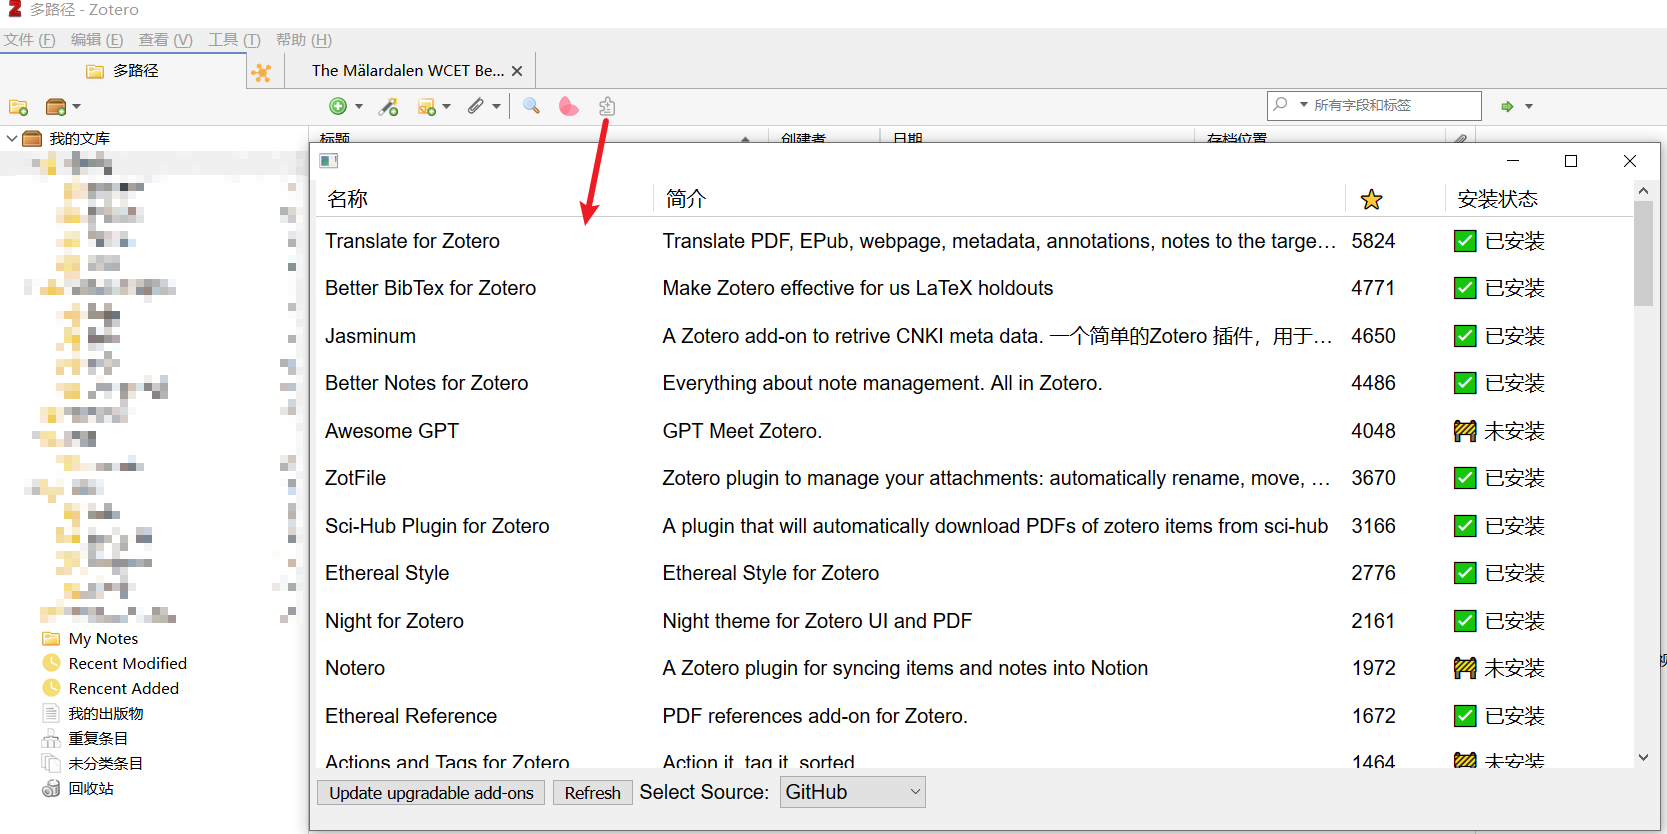 多路径 - Zotero
文件 (F) 编辑 (E) 查看 (V) 工具 (T) 帮助 (H)
多路径 The Mälardalen WCET Be...
所有字段和标签
我的文库
标题 创建者 日期 存档位置
名称 简介 安装状态
Translate for Zotero Translate PDF, EPub, webpage, metadata, annotations, notes to the targe... 5824 已安装
Better BibTex for Zotero Make Zotero effective for us LaTeX holdouts 4771 已安装
Jasminum A Zotero add-on to retrive CNKI meta data. 一个简单的Zotero 插件，用于... 4650 已安装
Better Notes for Zotero Everything about note management. All in Zotero. 4486 已安装
Awesome GPT GPT Meet Zotero. 4048 未安装
ZotFile Zotero plugin to manage your attachments: automatically rename, move, ... 3670 已安装
Sci-Hub Plugin for Zotero A plugin that will automatically download PDFs of zotero items from sci-hub 3166 已安装
Ethereal Style Ethereal Style for Zotero 2776 已安装
Night for Zotero Night theme for Zotero UI and PDF 2161 已安装
Notero A Zotero plugin for syncing items and notes into Notion 1972 未安装
Ethereal Reference PDF references add-on for Zotero. 1672 已安装
Actions and Tags for Zotero Action it, tag it, sorted 1464 未安装
Update upgradable add-ons Refresh Select Source: GitHub
My Notes
Recent Modified
Rencent Added
我的出版物
重复条目
未分类条目
回收站